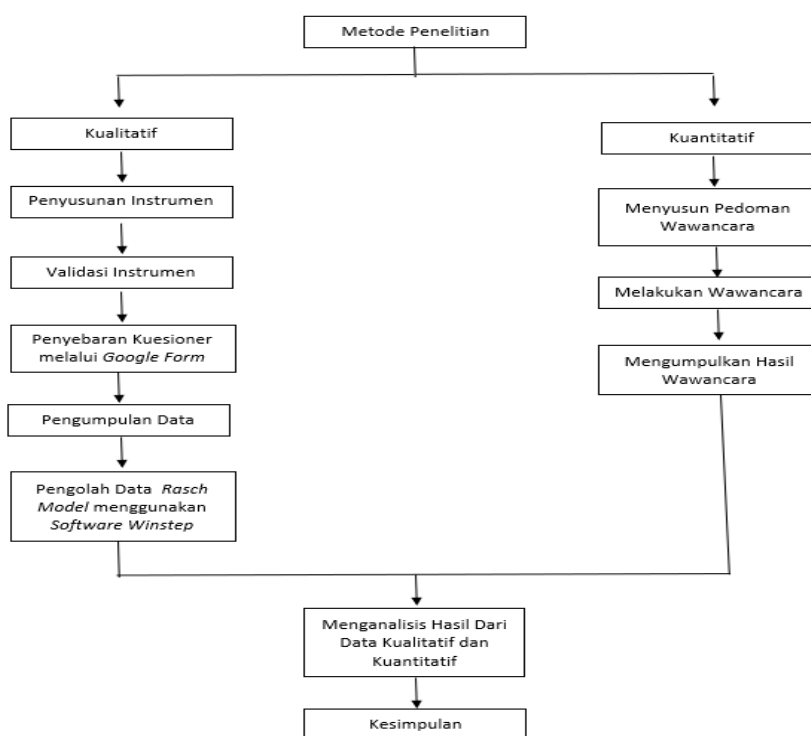 Metode Penelitian
Kualitatif
Penyusunan Instrumen
Validasi Instrumen
Penyebaran Kuesioner
melalui Google Form
Pengumpulan Data
Pengolah Data Rasch
Model menggunakan
Software Winstep
Kuantitatif
Menyusun Pedoman
Wawancara
Melakukan Wawancara
Mengumpulkan Hasil
Wawancara
Menganalisis Hasil Dari
Data Kualitatif dan
Kuantitatif
Kesimpulan